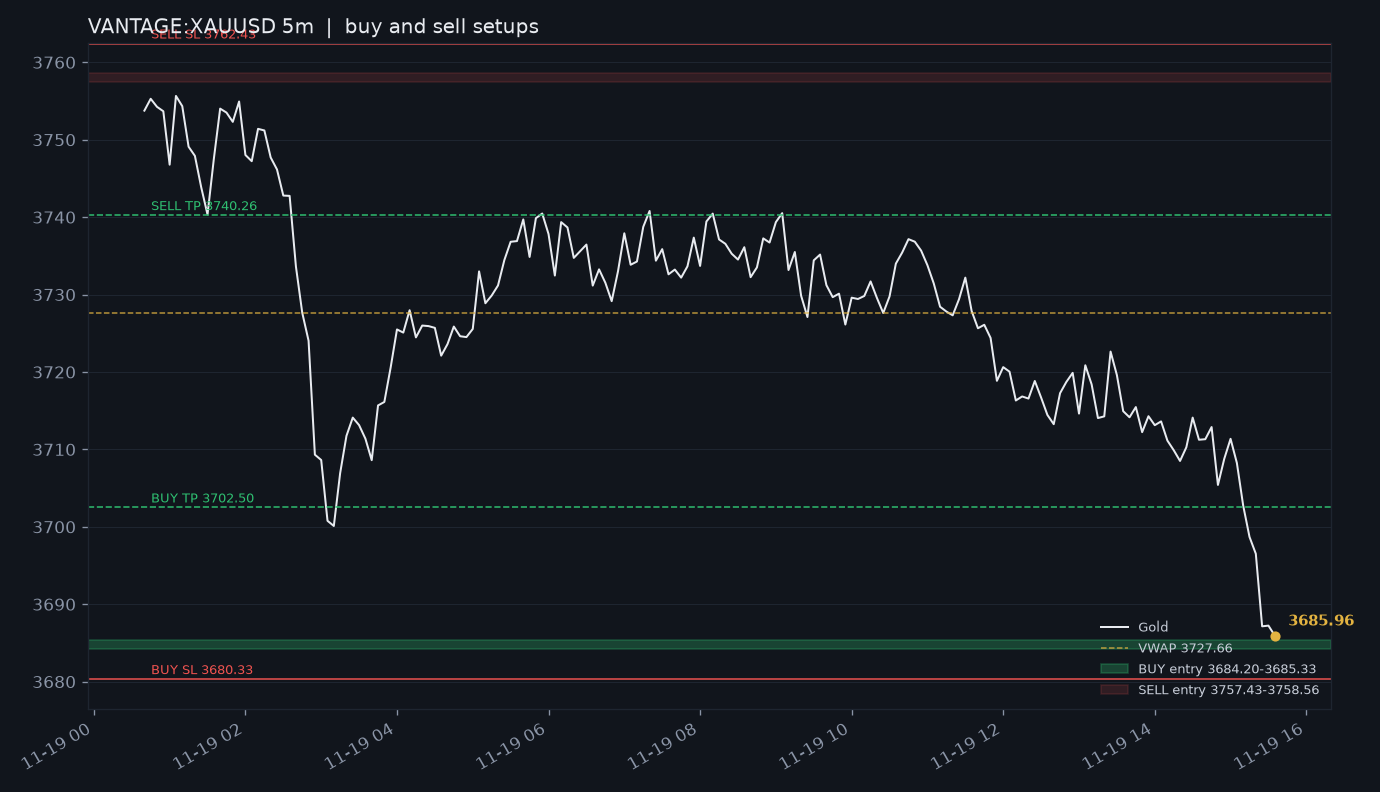 VANTAGE:XAUUSD 5m | buy and sell setups
SELL SL 3762.43
3760
3750
3740
3730
3720
3710
3700
3690
3680
SELL TP 3740.26
BUY TP 3702.50
BUY SL 3680.33
3685.96
Gold
VWAP 3727.66
BUY entry 3684.20-3685.33
SELL entry 3757.43-3758.56
11-19 00
11-19 02
11-19 04
11-19 06
11-19 08
11-19 10
11-19 12
11-19 14
11-19 16